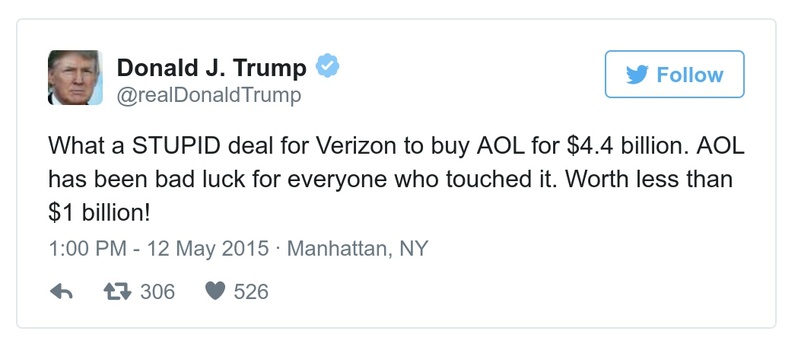 Donald J. Trump
@realDonaldTrump
Follow
What a STUPID deal for Verizon to buy AOL for $4.4 billion. AOL
has been bad luck for everyone who touched it. Worth less than
$1 billion!
1:00 PM - 12 May 2015 · Manhattan, NY
306 526